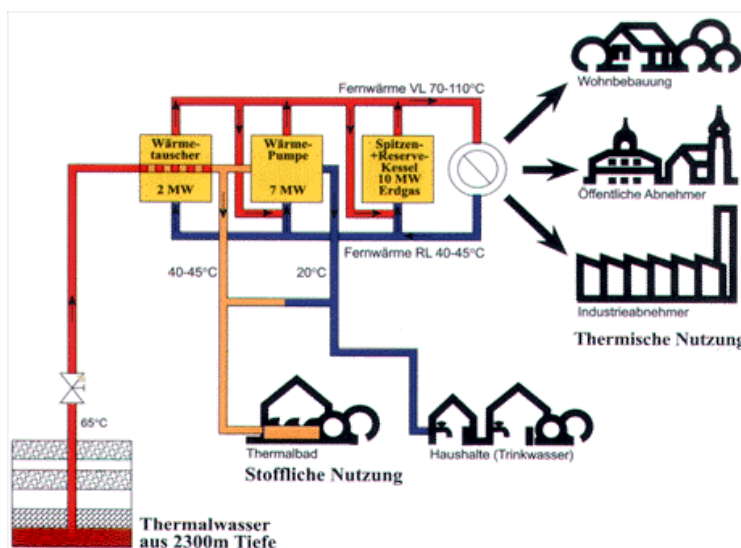 Wohnbebauung
Fernwärme VL 70-110°C
Wärme-
tauscher
2 MW
Wärme-
Pumpe
7 MW
Spitzen-
+Reserve-
Kessel
10 MW
Erdgas
Öffentliche Abnehmer
Fernwärme RL 40-45°C
40-45°C
20°C
Industrieabnehmer
Thermische Nutzung
65°C
Thermalbad
Haushalte (Trinkwasser)
Stoffliche Nutzung
Thermalwasser
aus 2300m Tiefe